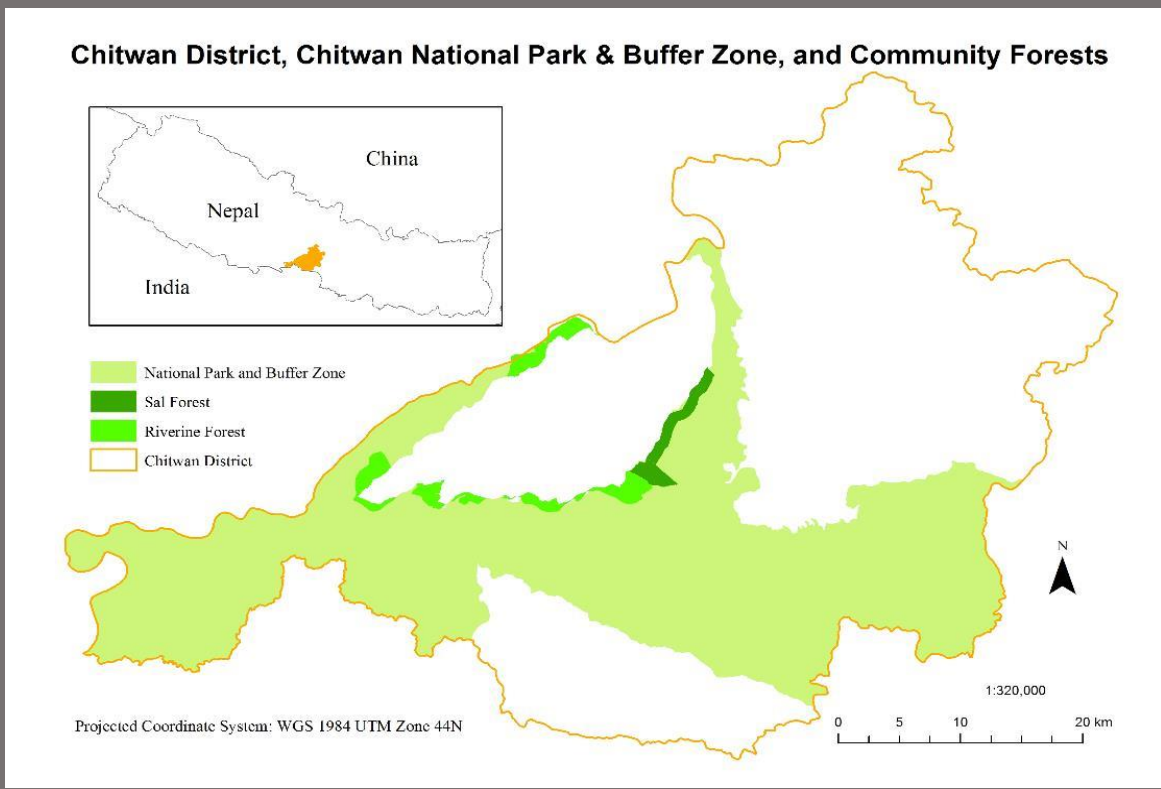 Chitwan District, Chitwan National Park & Buffer Zone, and Community Forests
China
Nepal
India
National Park and Buffer Zone
Sal Forest
Riverine Forest
Chitwan District
N
1:320,000
Projected Coordinate System: WGS 1984 UTM Zone 44N
0 5 10 20 km